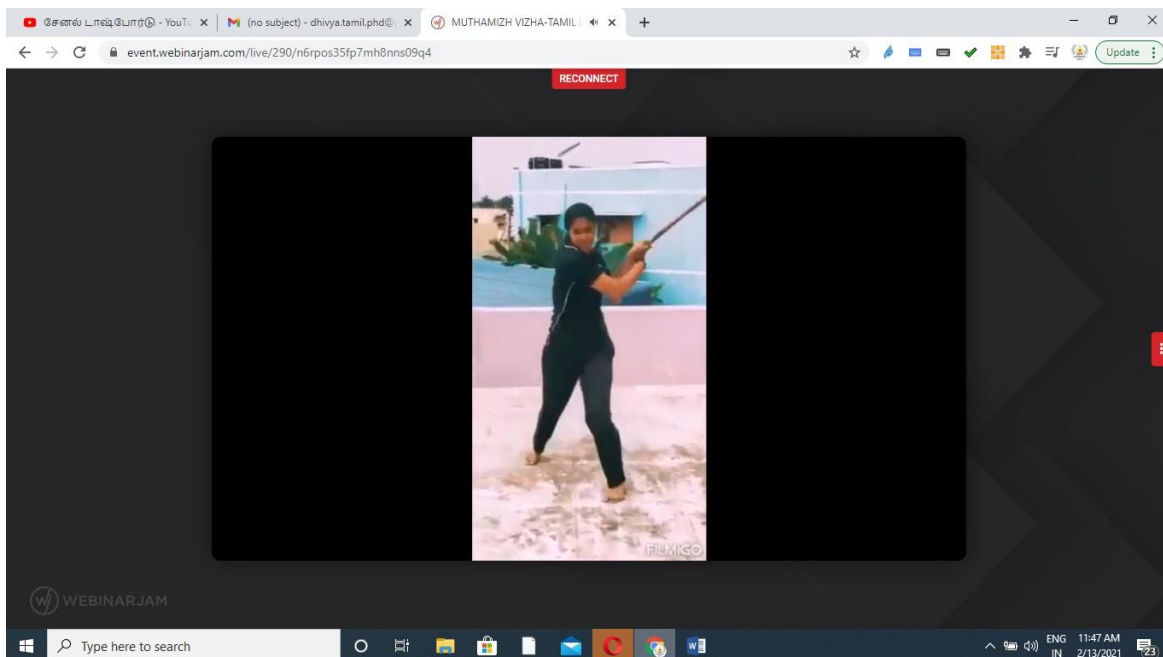 சேனல் டாஷ்போர்டு - YouTu
(no subject) - dhivya.tamil.phd@
MUTHAMIZH VIZHA-TAMIL
event.webinarjam.com/live/290/n6rpos35fp7mh8nns09q4
Update
RECONNECT
FILMIGO
WEBINARJAM
Type here to search
ENG
IN
11:47 AM
2/13/2021
23